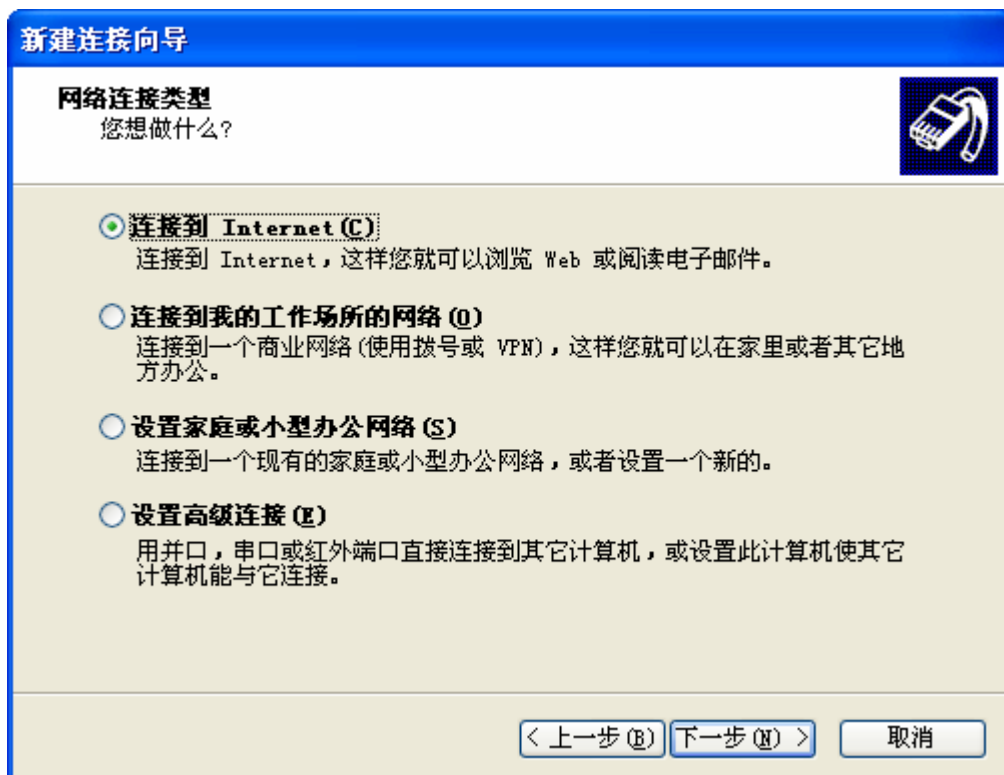 新建连接向导
网络连接类型
您想做什么?
连接到 Internet(C)
连接到 Internet，这样您就可以浏览 Web 或阅读电子邮件。
连接到我的工作场所的网络(O)
连接到一个商业网络(使用拨号或 VPN)，这样您就可以在家里或者其它地
方办公。
设置家庭或小型办公网络(S)
连接到一个现有的家庭或小型办公网络，或者设置一个新的。
设置高级连接(E)
用并口，串口或红外端口直接连接到其它计算机，或设置此计算机使其它
计算机能与它连接。
< 上一步(B) 下一步(N) > 取消